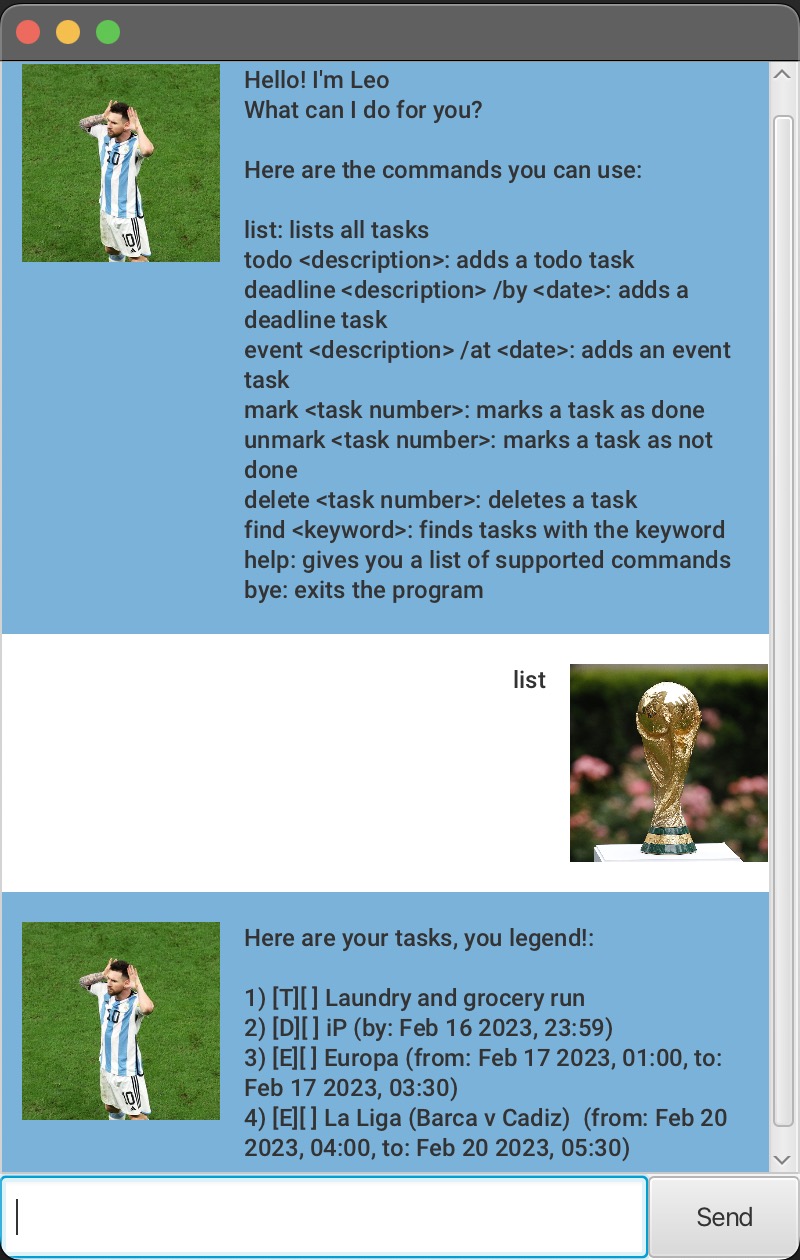 Hello! I'm Leo
What can I do for you?
Here are the commands you can use:
list: lists all tasks
todo <description>: adds a todo task
deadline <description> /by <date>: adds a
deadline task
event <description> /at <date>: adds an event
task
mark <task number>: marks a task as done
unmark <task number>: marks a task as not
done
delete <task number>: deletes a task
find <keyword>: finds tasks with the keyword
help: gives you a list of supported commands
bye: exits the program
10
10
list
Here are your tasks, you legend!:
1) [T][ ] Laundry and grocery run
2) [D][ ] iP (by: Feb 16 2023, 23:59)
3) [E][ ] Europa (from: Feb 17 2023, 01:00, to:
Feb 17 2023, 03:30)
4) [E][ ] La Liga (Barca v Cadiz)  (from: Feb 20
2023, 04:00, to: Feb 20 2023, 05:30)
10
10
Send